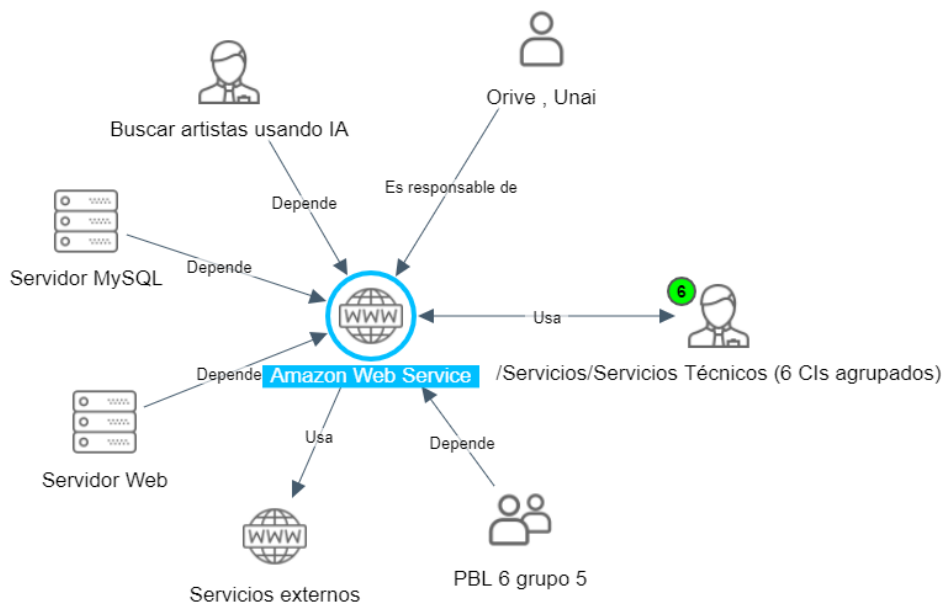 Orive , Unai
Buscar artistas usando IA
Es responsable de
Depende
Servidor MySQL
Depende
6
WWW
Usa
Amazon Web Service
/Servicios/Servicios Técnicos (6 CIs agrupados)
Depende
Servidor Web
Usa
Depende
WWW
Servicios externos
PBL 6 grupo 5